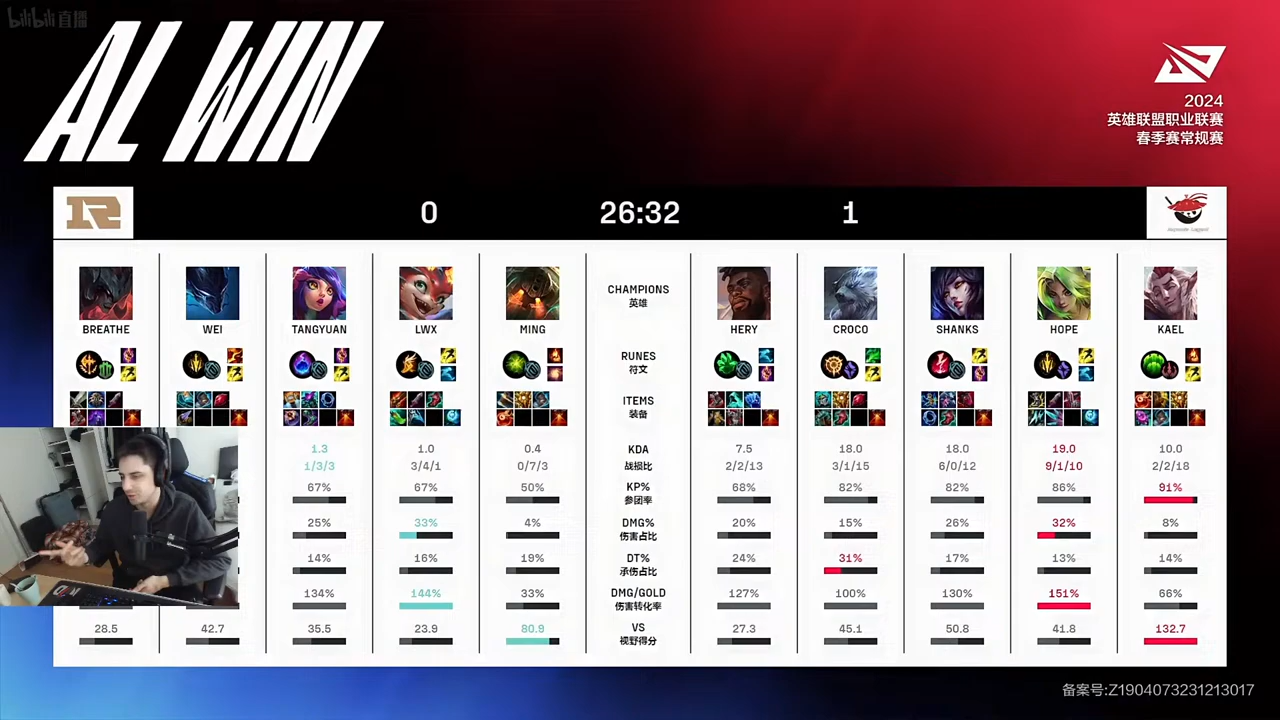 bilibili 直播
AL WIN
2024
英雄联盟职业联赛
春季赛常规赛
0 26:32 1
BREATHE WEI TANGYUAN LWX MING CHAMPIONS 英雄 HERY CROCO SHANKS HOPE KAEL
RUNES
符文
ITEMS
装备
1.3 1.0 0.4 KDA 7.5 18.0 18.0 19.0 10.0
1/3/3 3/4/1 0/7/3 战损比 2/2/13 3/1/15 6/0/12 9/1/10 2/2/18
67% 67% 50% KP% 68% 82% 82% 86% 91%
参团率
25% 33% 4% DMG% 20% 15% 26% 32% 8%
伤害占比
14% 16% 19% DT% 24% 31% 17% 13% 14%
承伤占比
134% 144% 33% DMG/GOLD 127% 100% 130% 151% 66%
伤害转化率
28.5 42.7 35.5 23.9 80.9 VS 27.3 45.1 50.8 41.8 132.7
视野得分
备案号:Z1904073231213017